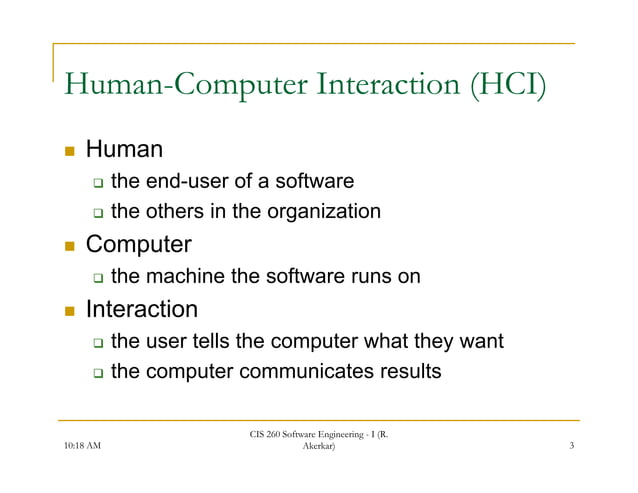 Human-Computer Interaction (HCI)
Human
the end-user of a software
the others in the organization
Computer
the machine the software runs on
Interaction
the user tells the computer what they want
the computer communicates results
10:18 AM
CIS 260 Software Engineering - I (R.
Akerkar)
3